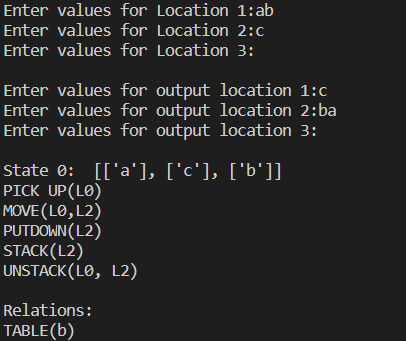 Enter values for Location 1:ab
Enter values for Location 2:c
Enter values for Location 3:
Enter values for output location 1:c
Enter values for output location 2:ba
Enter values for output location 3:
State 0:  [['a'], ['c'], ['b']]
PICK UP(L0)
MOVE(L0,L2)
PUTDOWN(L2)
STACK(L2)
UNSTACK(L0, L2)
Relations:
TABLE(b)